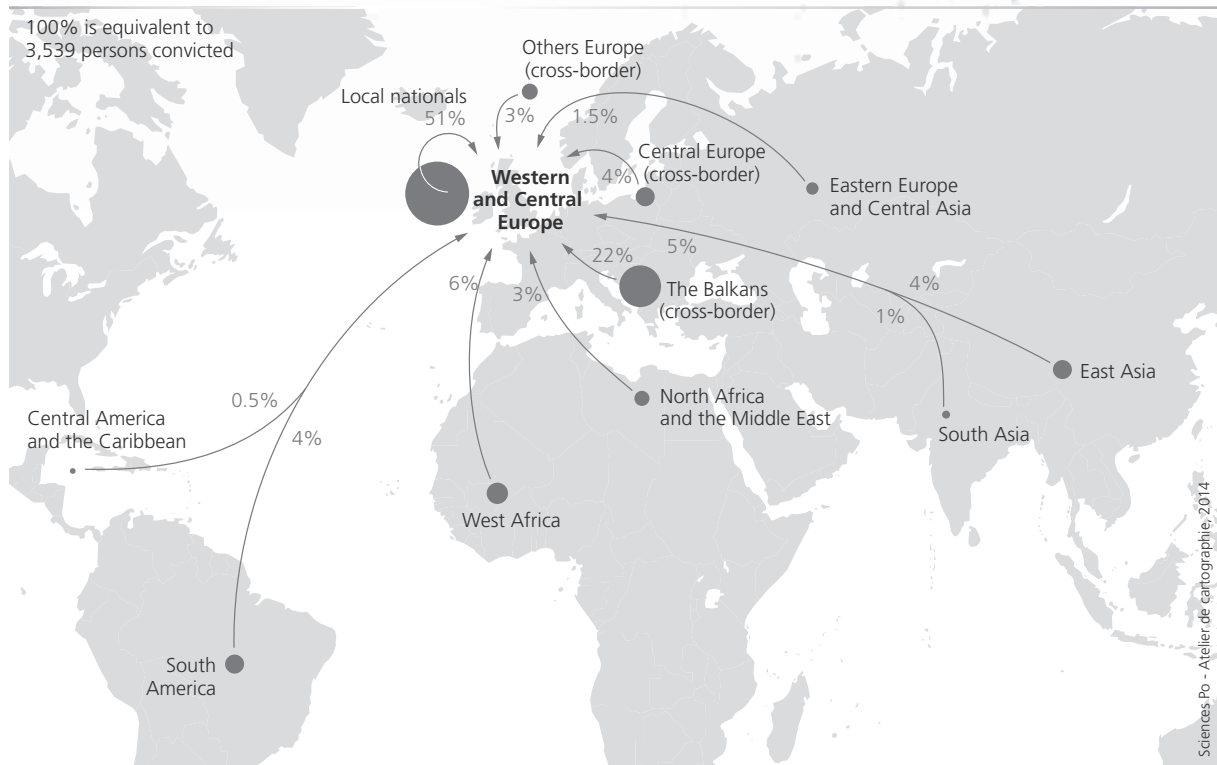 100% is equivalent to
3,539 persons convicted
Others Europe
(cross-border)
Local nationals
51%
3%
1.5%
Central Europe
(cross-border)
4%
Western
and Central
Europe
Eastern Europe
and Central Asia
5%
22%
The Balkans
(cross-border)
6%
3%
4%
1%
East Asia
North Africa
and the Middle East
South Asia
0.5%
Central America
and the Caribbean
4%
West Africa
South
America
Sciences Po - Atelier de cartographie, 2014